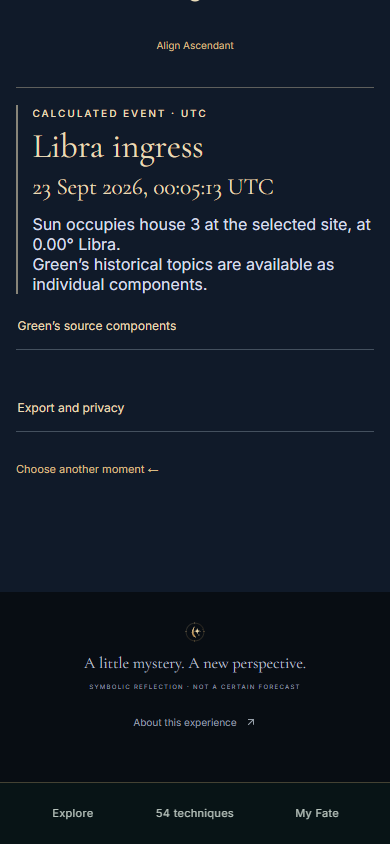 Align Ascendant
CALCULATED EVENT · UTC
Libra ingress
23 Sept 2026, 00:05:13 UTC
Sun occupies house 3 at the selected site, at
0.00° Libra.
Green’s historical topics are available as
individual components.
Green’s source components
Export and privacy
Choose another moment ←
A little mystery. A new perspective.
SYMBOLIC REFLECTION · NOT A CERTAIN FORECAST
About this experience ↗
Explore
54 techniques
My Fate